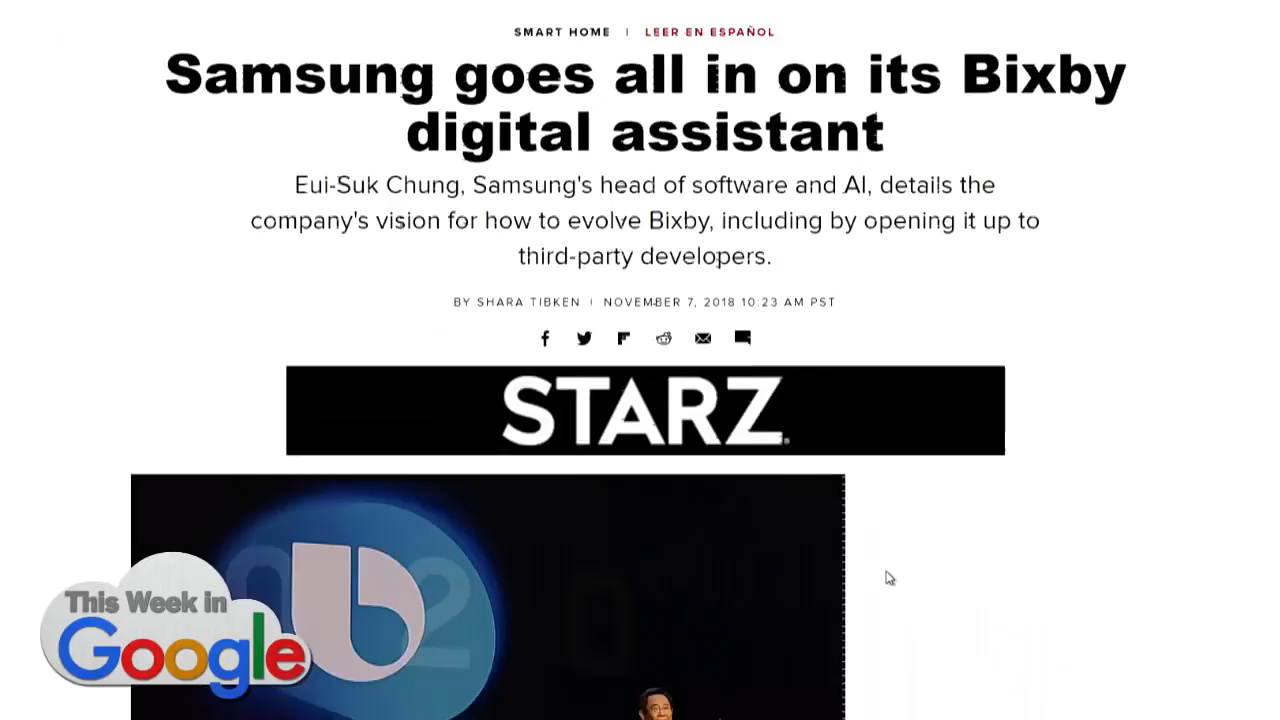 SMART HOME | LEER EN ESPAÑOL
Samsung goes all in on its Bixby
digital assistant
Eui-Suk Chung, Samsung's head of software and AI, details the
company's vision for how to evolve Bixby, including by opening it up to
third-party developers.
BY SHARA TIBKEN | NOVEMBER 7, 2018 10:23 AM PST
STARZ
This Week in
Google